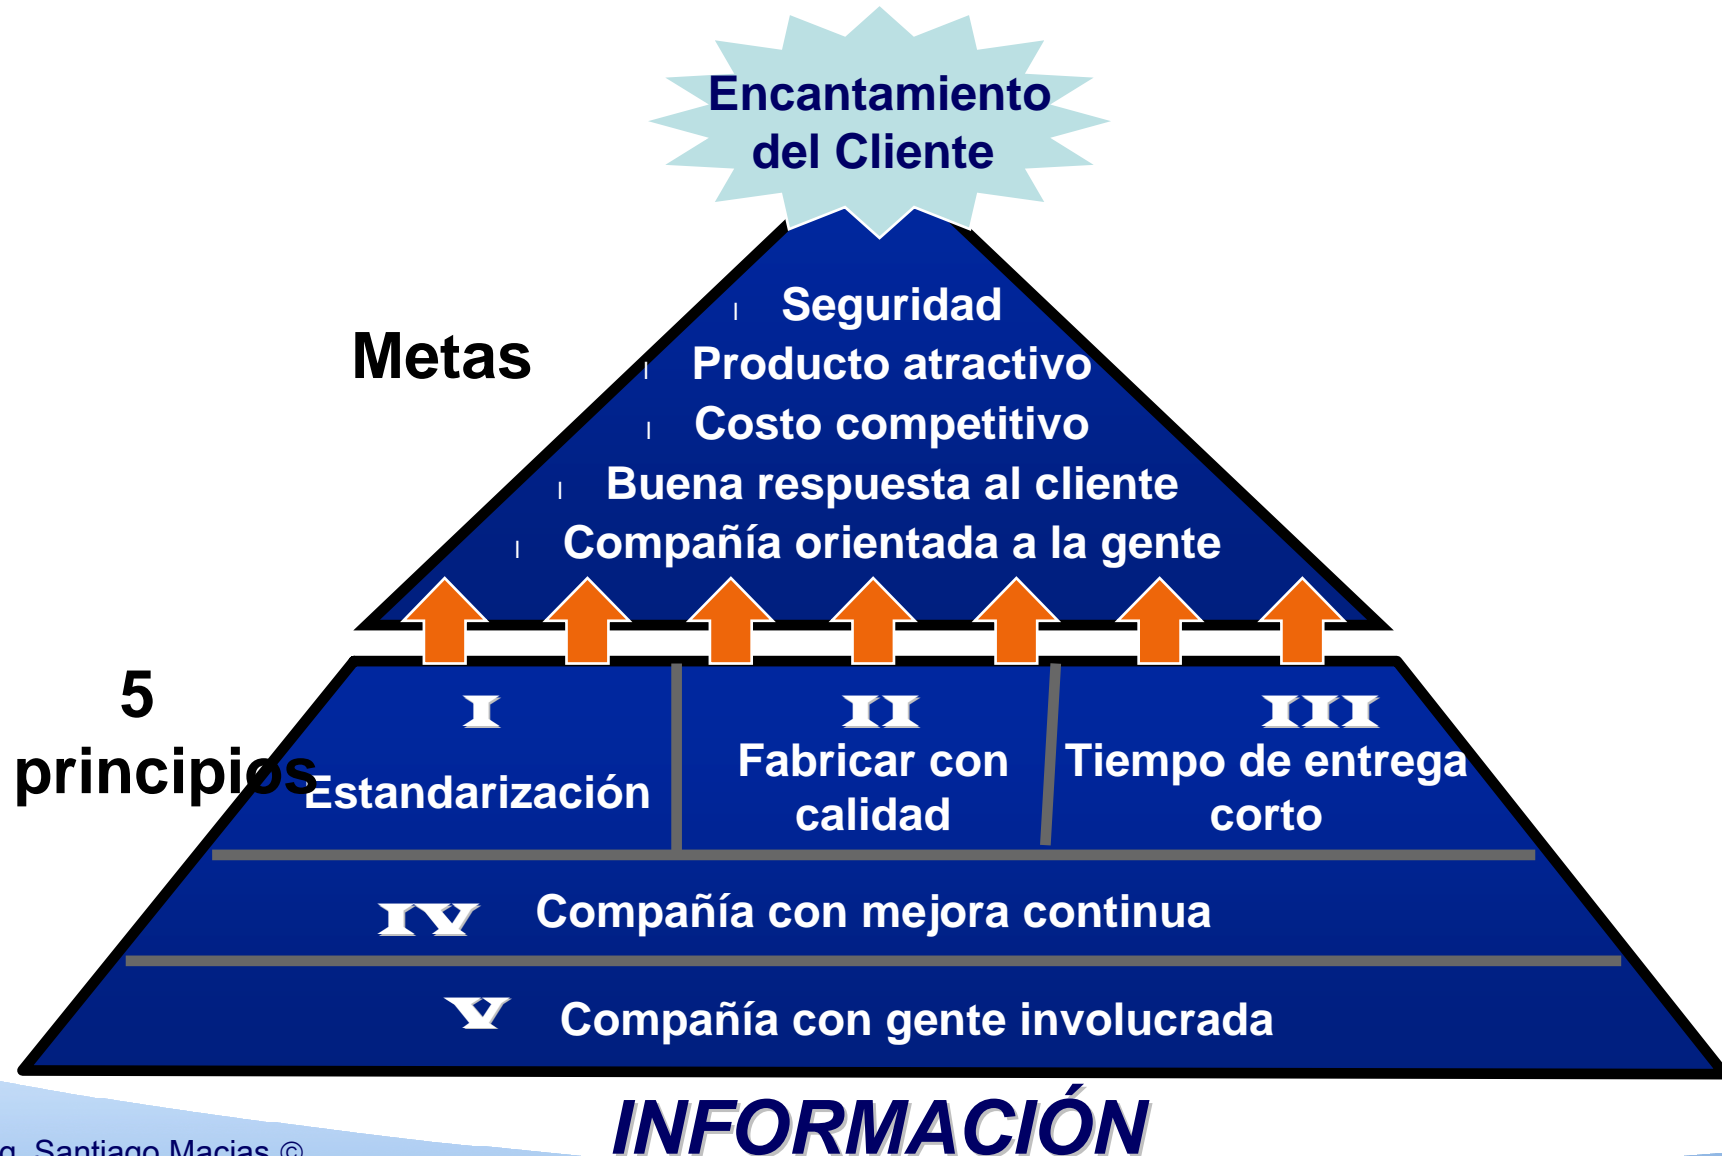 Encantamiento
del Cliente
Metas
Seguridad
Producto atractivo
Costo competitivo
Buena respuesta al cliente
Compañía orientada a la gente
5
principios
I
Estandarización
II
Fabricar con
calidad
III
Tiempo de entrega
corto
IV Compañía con mejora continua
V Compañía con gente involucrada
INFORMACIÓN
Santiago Macias ©